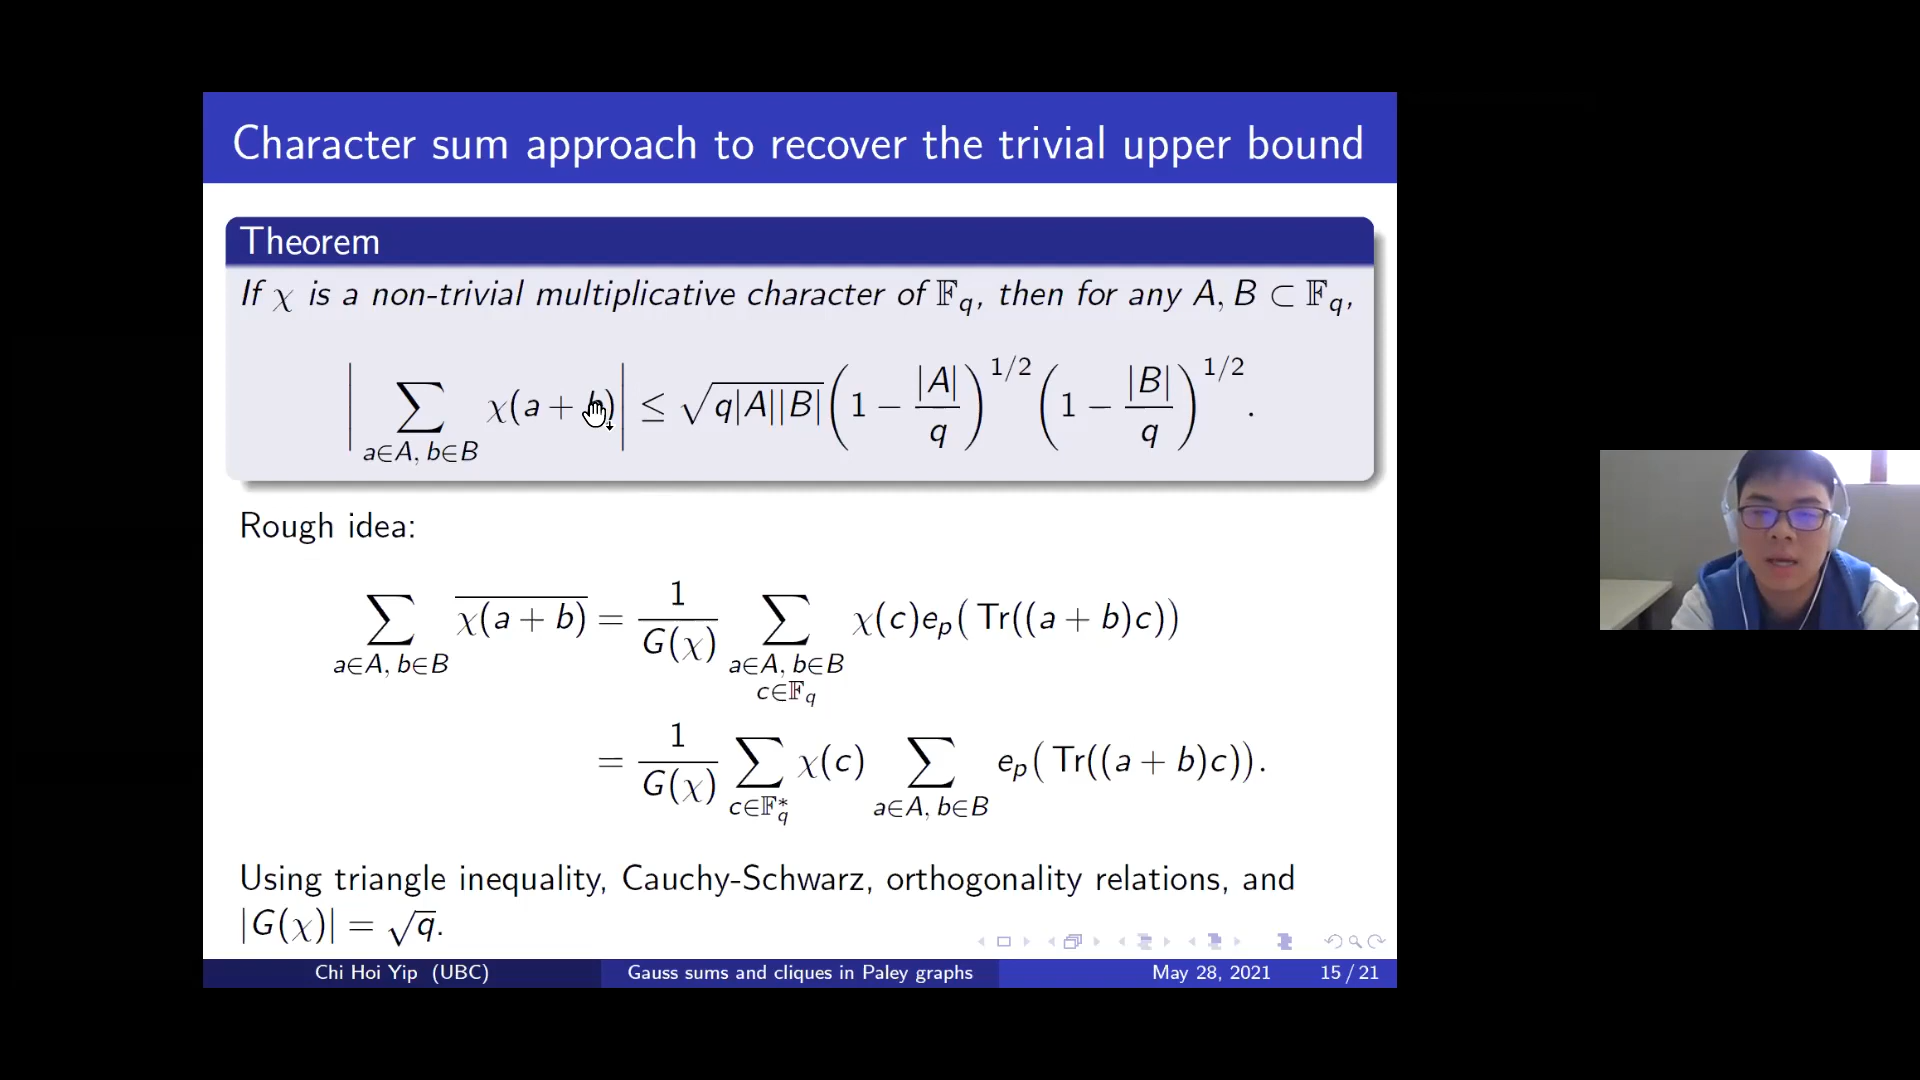 Character sum approach to recover the trivial upper bound
Theorem
If χ is a non-trivial multiplicative character of 𝔽_q, then for any A, B ⊂ 𝔽_q,
| ∑_{a∈A, b∈B} χ(a + b) | ≤ √(q|A||B|) (1 − |A|/q)^{1/2} (1 − |B|/q)^{1/2}.
Rough idea:
∑_{a∈A, b∈B} \overline{χ(a + b)} = 1/G(χ) ∑_{a∈A, b∈B, c∈𝔽_q} χ(c)e_p(Tr((a + b)c))
= 1/G(χ) ∑_{c∈𝔽_q^*} χ(c) ∑_{a∈A, b∈B} e_p(Tr((a + b)c)).
Using triangle inequality, Cauchy-Schwarz, orthogonality relations, and
|G(χ)| = √q.
Chi Hoi Yip (UBC) Gauss sums and cliques in Paley graphs May 28, 2021 15 / 21